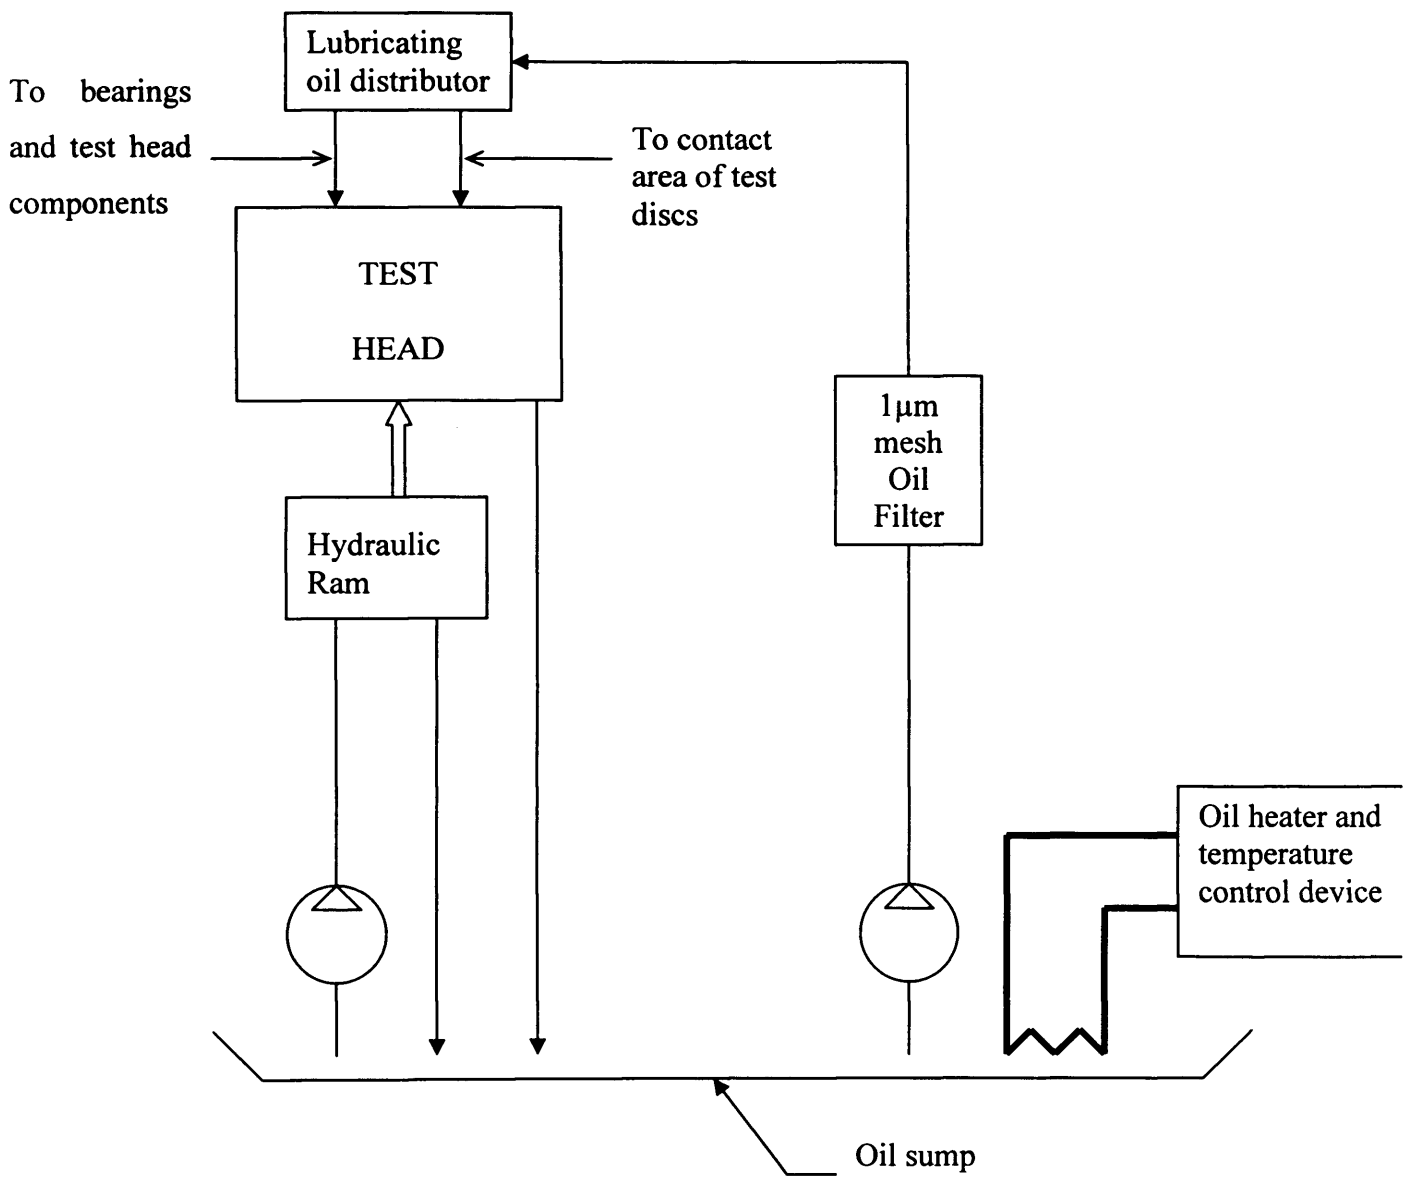 Lubricating
oil distributor
To bearings
and test head
components
To contact
area of test
discs
TEST
HEAD
1µm
mesh
Oil
Filter
Hydraulic
Ram
Oil heater and
temperature
control device
Oil sump